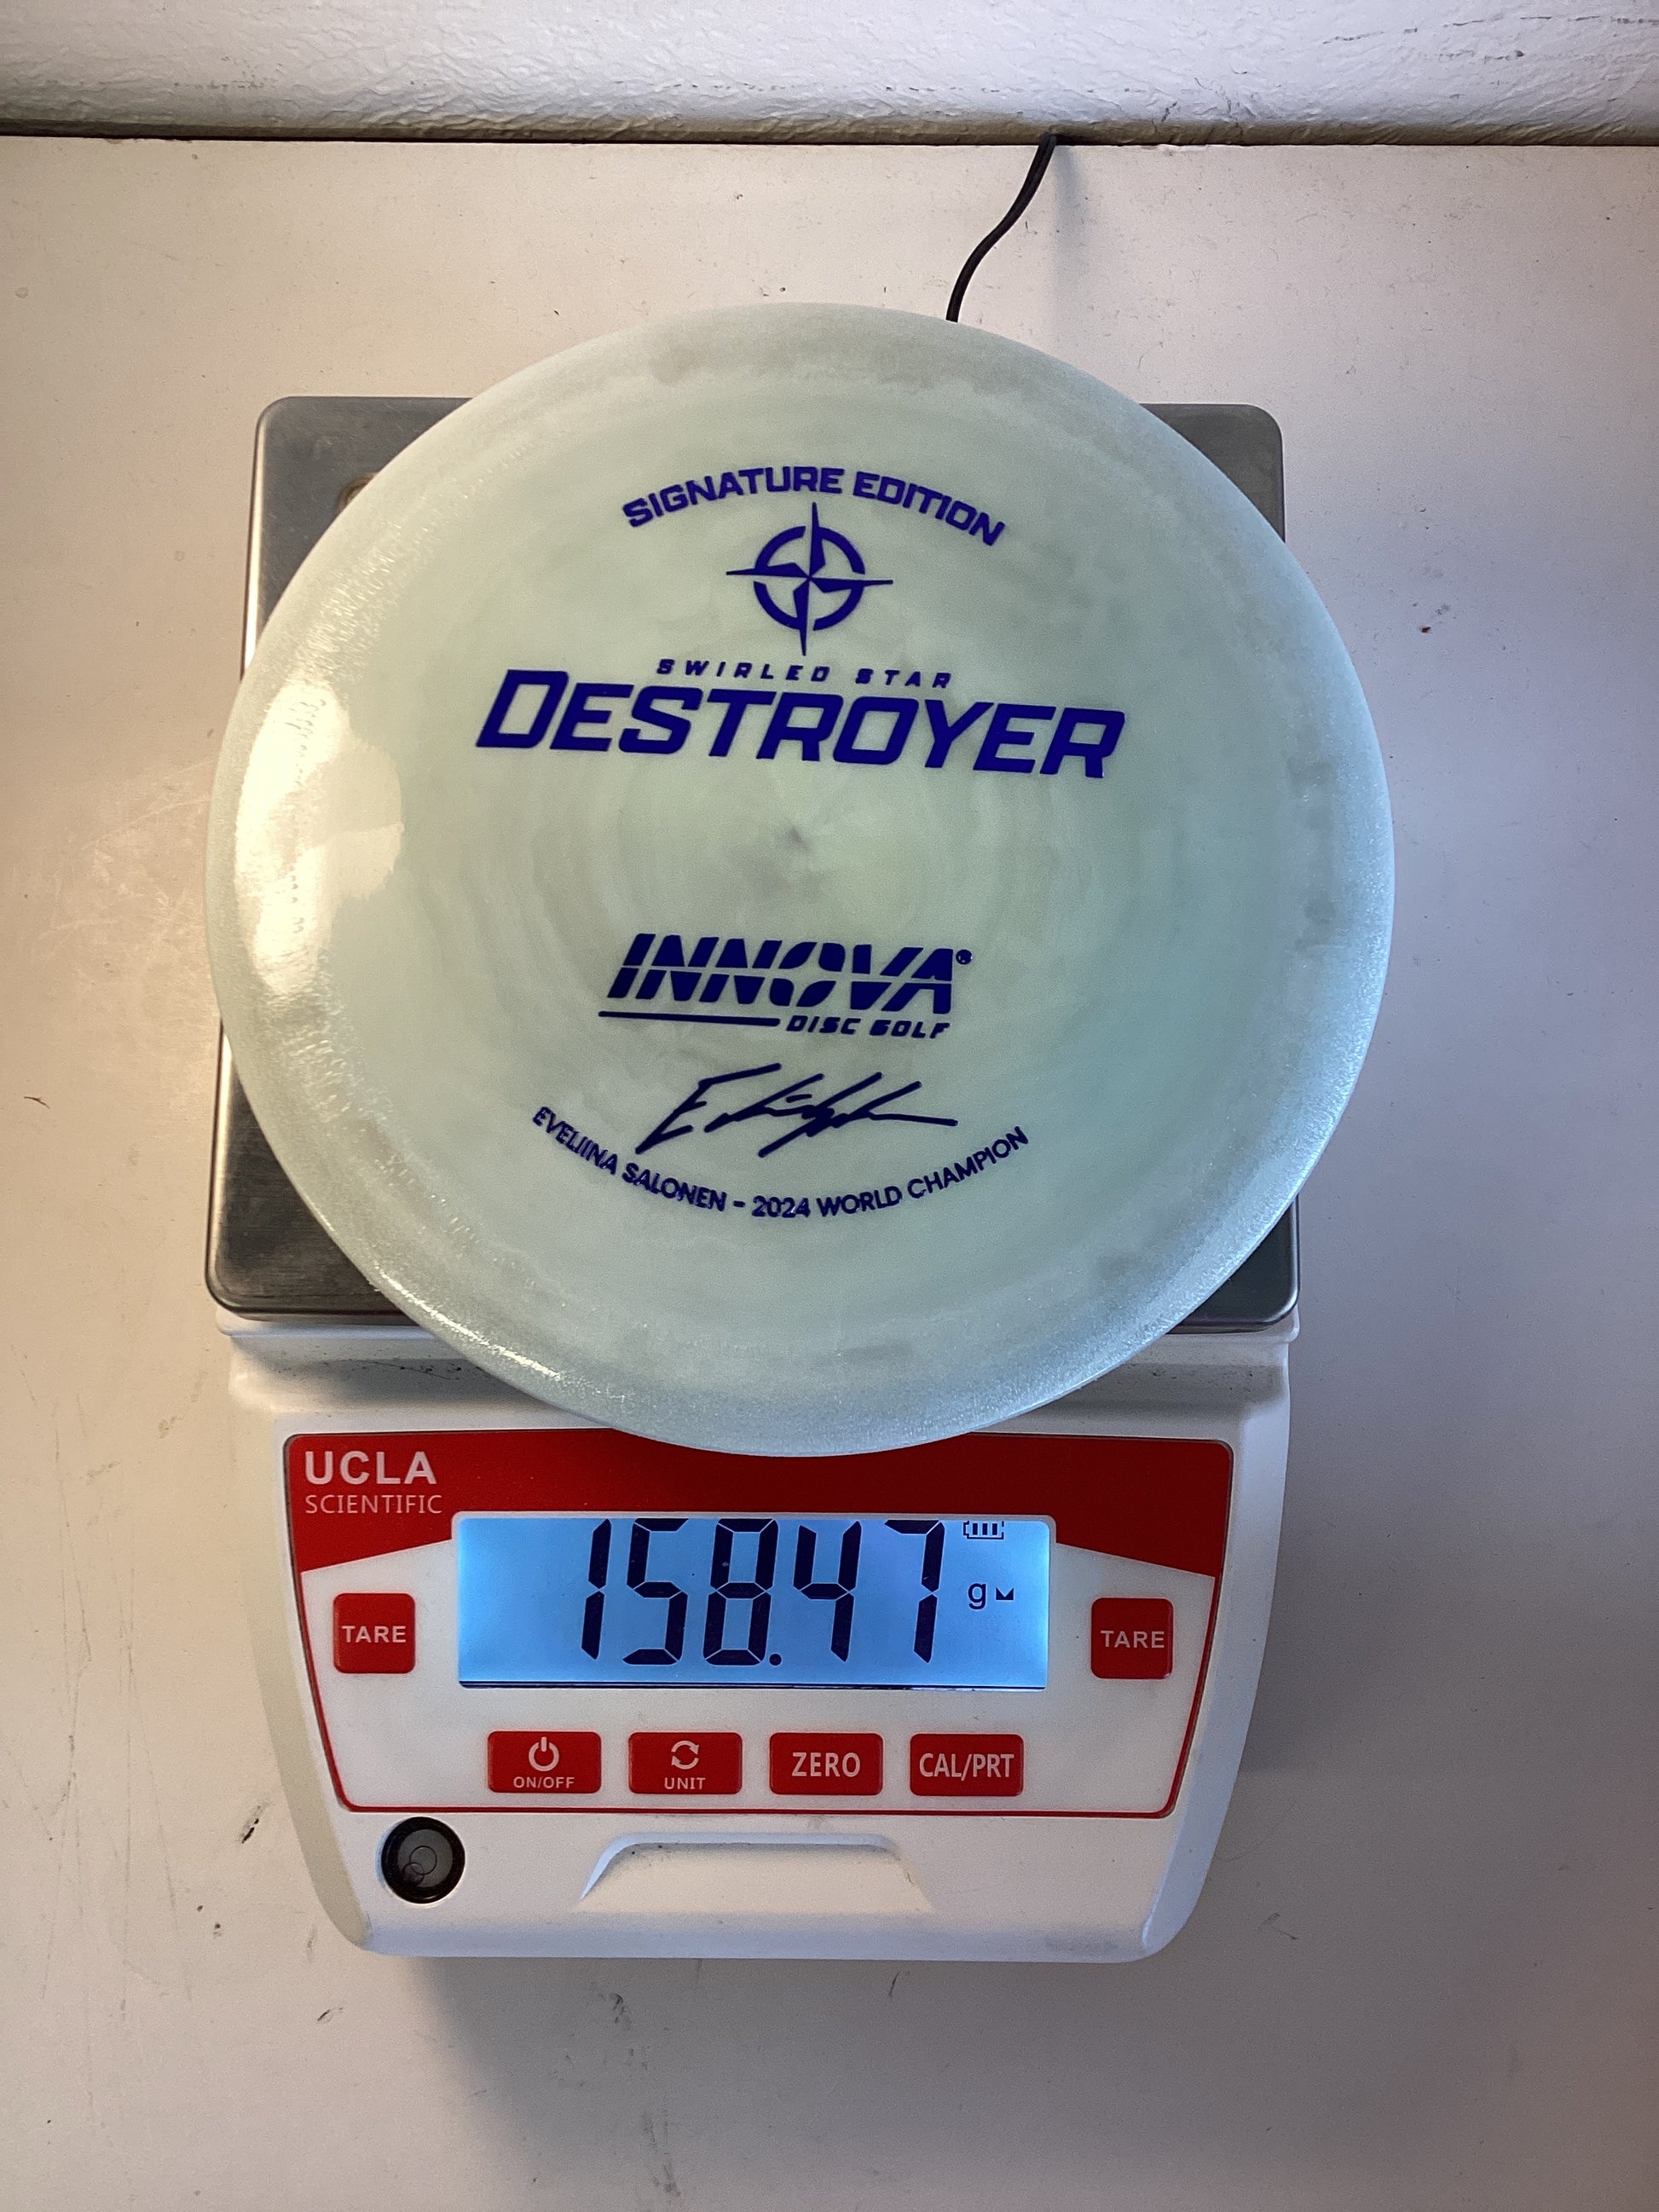 SIGNATURE EDITION
SWIRLED STAR
DESTROYER
INNOVA®
DISC GOLF
EVELIINA SALONEN - 2024 WORLD CHAMPION
UCLA
SCIENTIFIC
158.47 g
TARE
TARE
ON/OFF
UNIT
ZERO
CAL/PRT